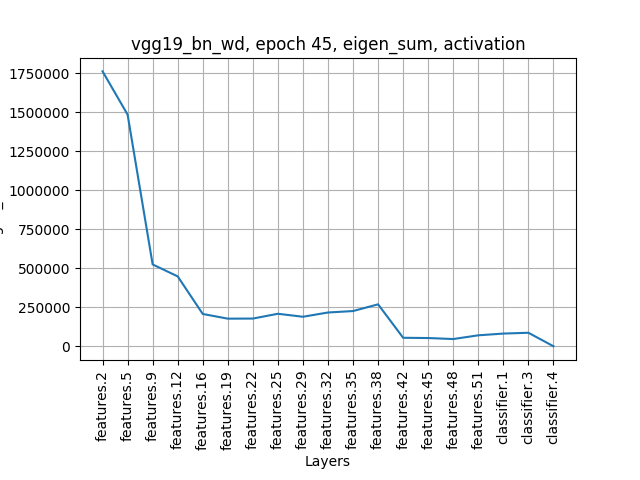 vgg19_bn_wd, epoch 45, eigen_sum, activation
1750000
1500000
1250000
1000000
750000
500000
250000
0
features.2
features.5
features.9
features.12
features.16
features.19
features.22
features.25
features.29
features.32
features.35
features.38
features.42
features.45
features.48
features.51
classifier.1
classifier.3
classifier.4
Layers